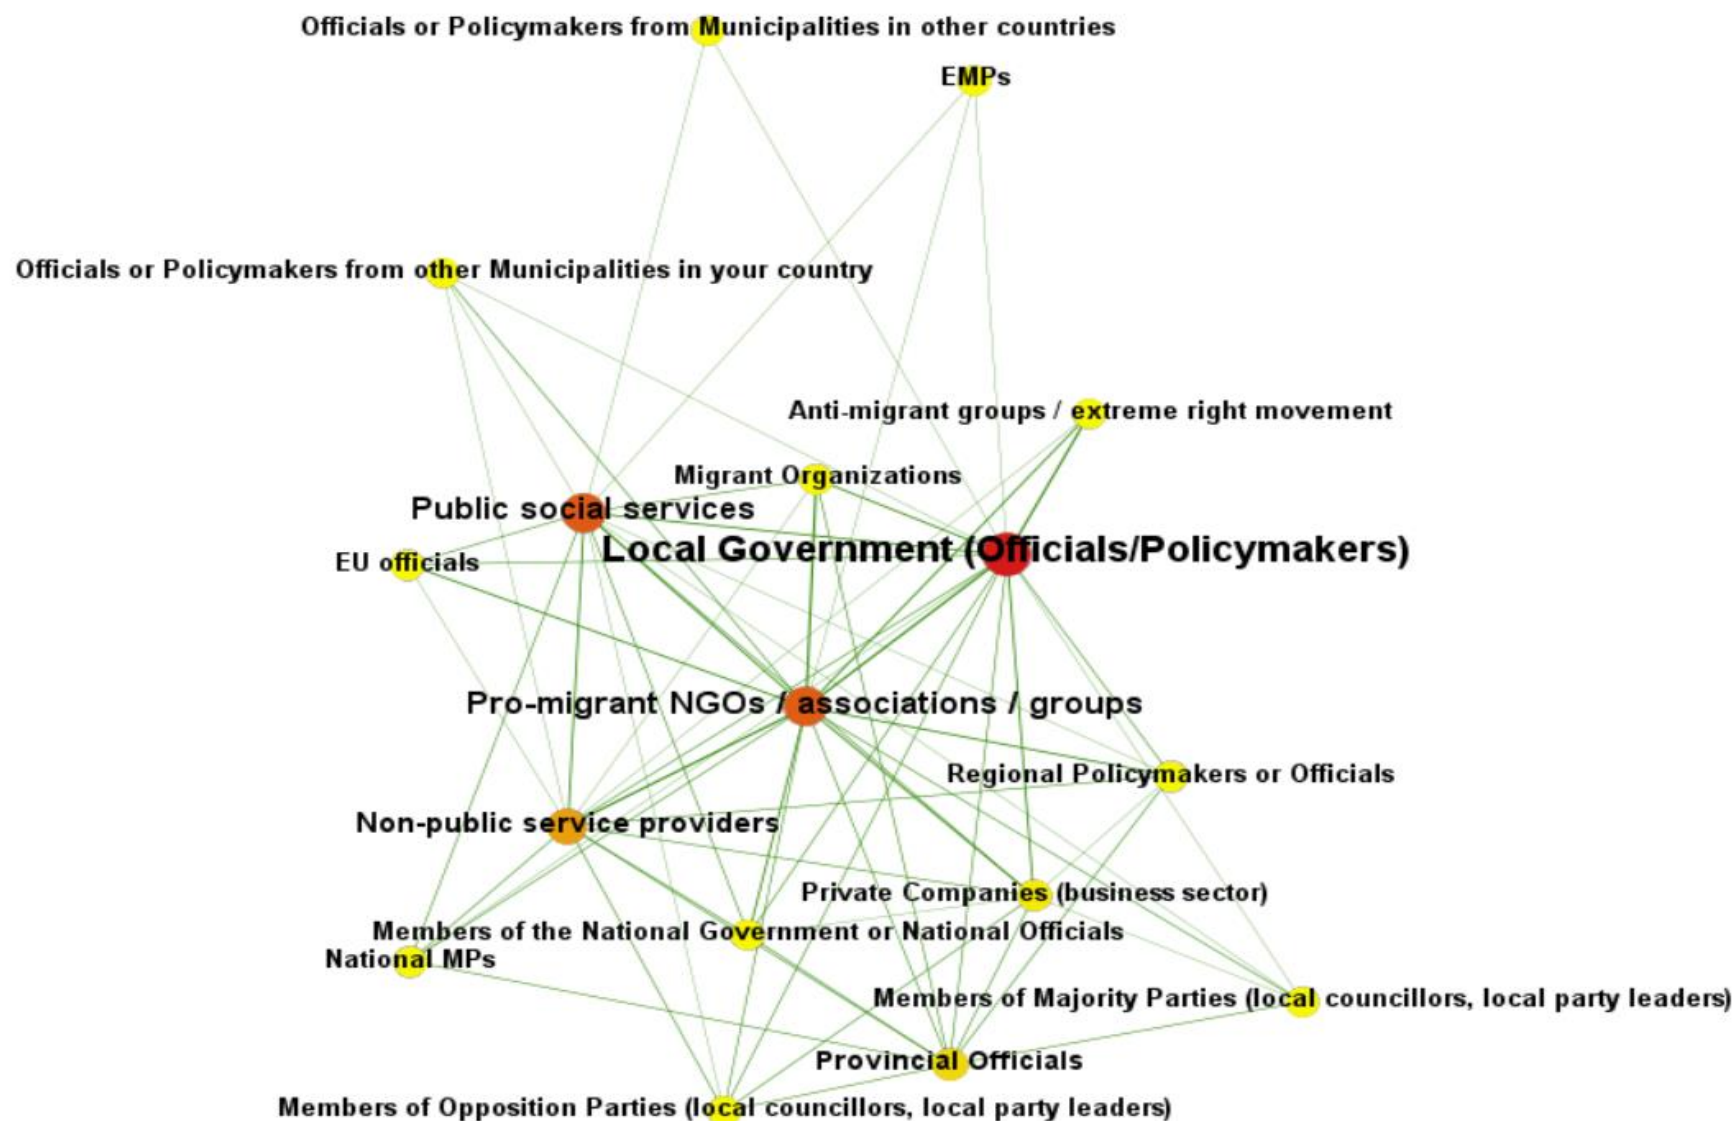 Officials or Policymakers from Municipalities in other countries
EMPs
Officials or Policymakers from other Municipalities in your country
Anti-migrant groups / extreme right movement
Migrant Organizations
Public social services
Local Government (Officials/Policymakers)
EU officials
Pro-migrant NGOs / associations / groups
Regional Policymakers or Officials
Non-public service providers
Private Companies (business sector)
Members of the National Government or National Officials
National MPs
Members of Majority Parties (local councillors, local party leaders)
Provincial Officials
Members of Opposition Parties (local councillors, local party leaders)